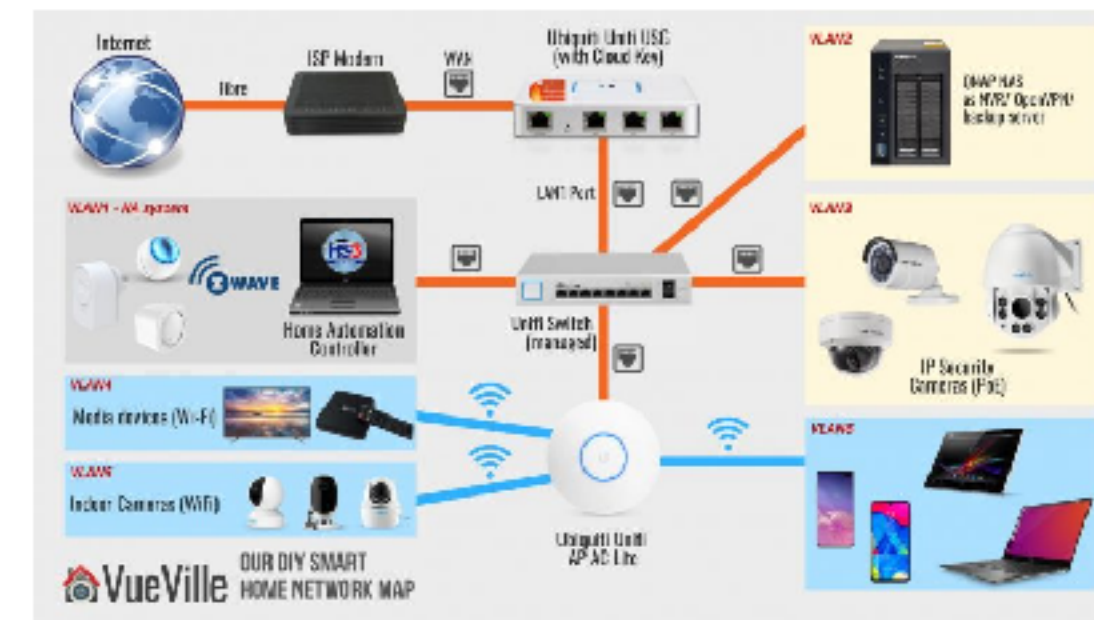 Internet
fibre
ISP Modem
WAN
Ubiquiti Unifi USG
(with Cloud Key)
VLAN2
QNAP NAS
as NVR/ OpenVPN/
backup server
LAN1 Port
VLAN1 - HA system
Z WAVE
HS3
Home Automation
Controller
Unifi Switch
(managed)
VLAN3
IP Security
Cameras (PoE)
VLAN4
Media devices (Wi-Fi)
Indoor Cameras (WiFi)
Ubiquiti Unifi
AP AC Lite
VueVille
OUR DIY SMART
HOME NETWORK MAP